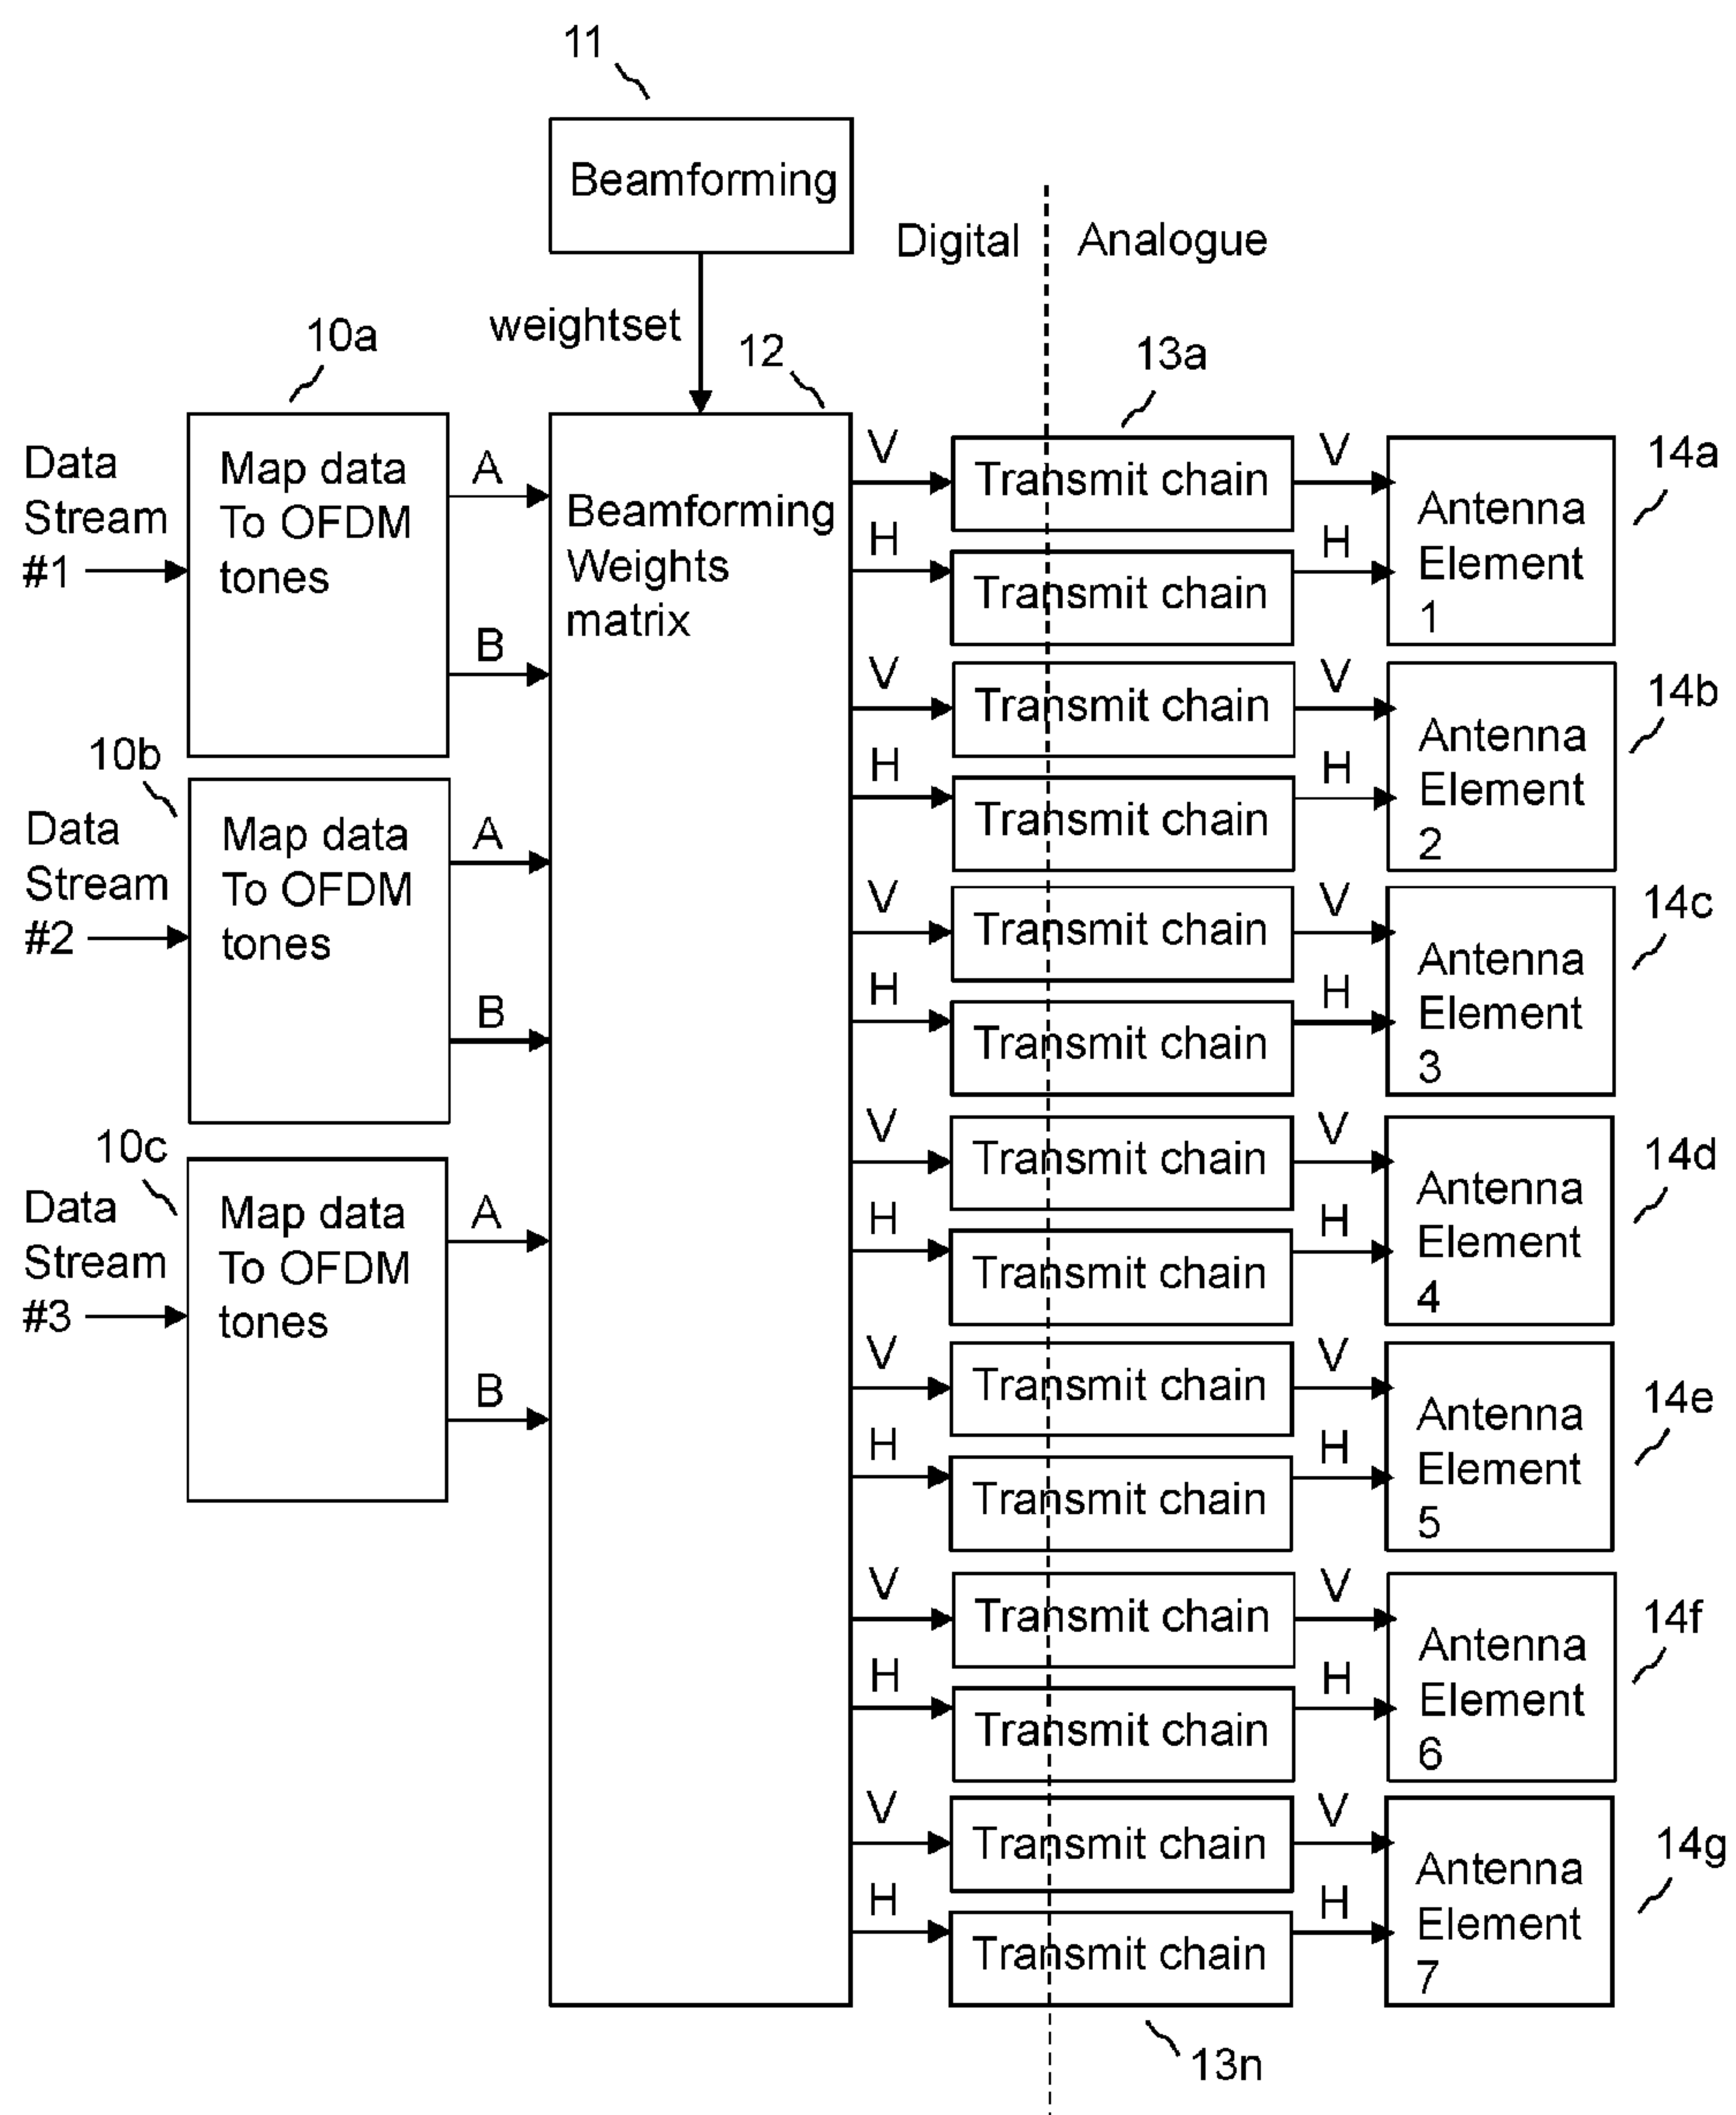 11
Beamforming
Digital
Analogue
weightset
10a
12
13a
Data
Stream
#1
Map data
To OFDM
tones
A
B
10b
Data
Stream
#2
Map data
To OFDM
tones
A
B
10c
Data
Stream
#3
Map data
To OFDM
tones
A
B
Beamforming
Weights
matrix
V
Transmit chain
V
H
Transmit chain
H
Antenna
Element
1
14a
V
Transmit chain
V
H
Transmit chain
H
Antenna
Element
2
14b
V
Transmit chain
V
H
Transmit chain
H
Antenna
Element
3
14c
V
Transmit chain
V
H
Transmit chain
H
Antenna
Element
4
14d
V
Transmit chain
V
H
Transmit chain
H
Antenna
Element
5
14e
V
Transmit chain
V
H
Transmit chain
H
Antenna
Element
6
14f
V
Transmit chain
V
H
Transmit chain
H
Antenna
Element
7
14g
13n